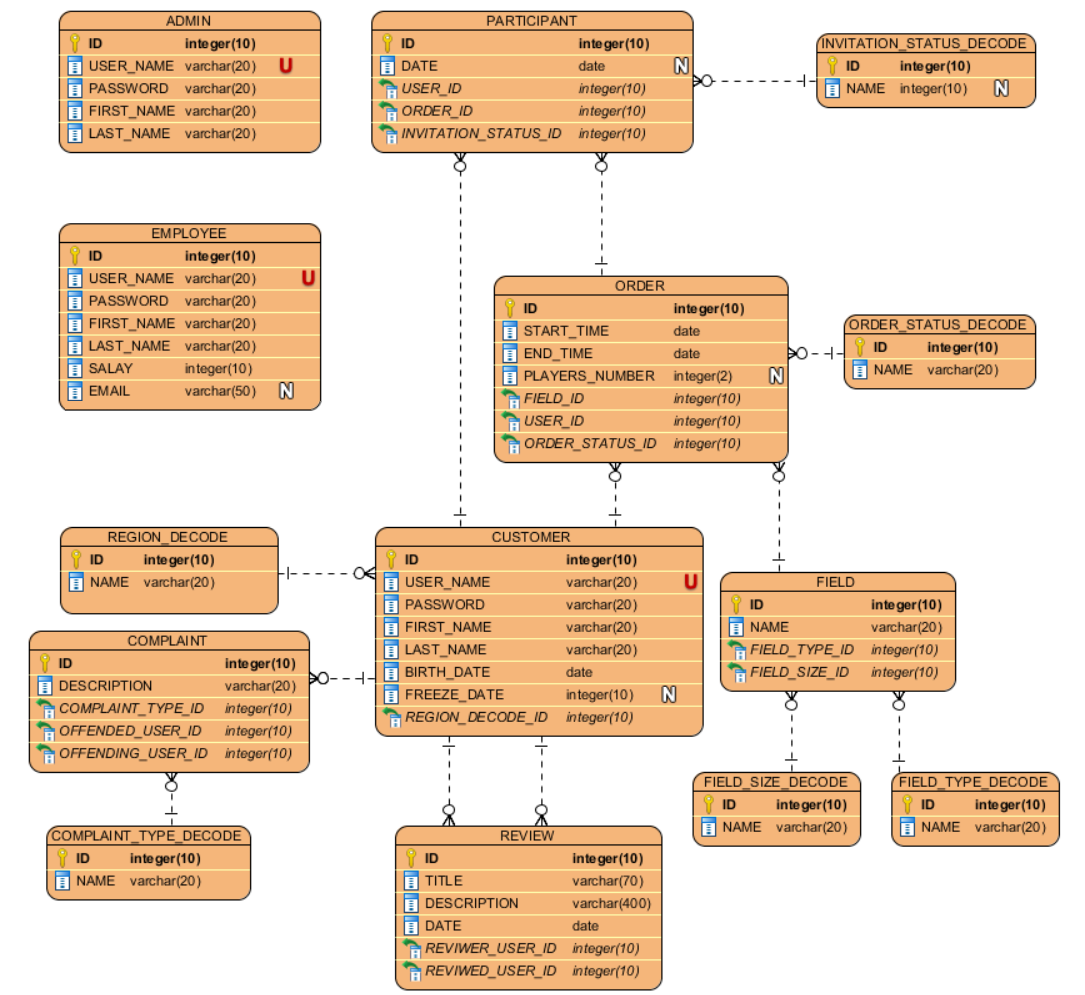 ADMIN
ID integer(10)
USER_NAME varchar(20) U
PASSWORD varchar(20)
FIRST_NAME varchar(20)
LAST_NAME varchar(20)
PARTICIPANT
ID integer(10)
DATE date N
USER_ID integer(10)
ORDER_ID integer(10)
INVITATION_STATUS_ID integer(10)
INVITATION_STATUS_DECODE
ID integer(10)
NAME integer(10) N
EMPLOYEE
ID integer(10)
USER_NAME varchar(20) U
PASSWORD varchar(20)
FIRST_NAME varchar(20)
LAST_NAME varchar(20)
SALAY integer(10)
EMAIL varchar(50) N
ORDER
ID integer(10)
START_TIME date
END_TIME date
PLAYERS_NUMBER integer(2) N
FIELD_ID integer(10)
USER_ID integer(10)
ORDER_STATUS_ID integer(10)
ORDER_STATUS_DECODE
ID integer(10)
NAME varchar(20)
REGION_DECODE
ID integer(10)
NAME varchar(20)
CUSTOMER
ID integer(10)
USER_NAME varchar(20) U
PASSWORD varchar(20)
FIRST_NAME varchar(20)
LAST_NAME varchar(20)
BIRTH_DATE date
FREEZE_DATE integer(10) N
REGION_DECODE_ID integer(10)
FIELD
ID integer(10)
NAME varchar(20)
FIELD_TYPE_ID integer(10)
FIELD_SIZE_ID integer(10)
COMPLAINT
ID integer(10)
DESCRIPTION varchar(20)
COMPLAINT_TYPE_ID integer(10)
OFFENDED_USER_ID integer(10)
OFFENDING_USER_ID integer(10)
FIELD_SIZE_DECODE
ID integer(10)
NAME varchar(20)
FIELD_TYPE_DECODE
ID integer(10)
NAME varchar(20)
COMPLAINT_TYPE_DECODE
ID integer(10)
NAME varchar(20)
REVIEW
ID integer(10)
TITLE varchar(70)
DESCRIPTION varchar(400)
DATE date
REVIWER_USER_ID integer(10)
REVIWED_USER_ID integer(10)